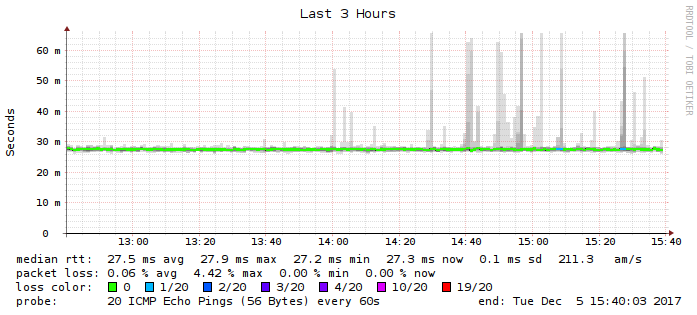 Last 3 Hours
RRDTOOL / TOBI OETIKER
Seconds
60 m
50 m
40 m
30 m
20 m
10 m
0
13:00 13:20 13:40 14:00 14:20 14:40 15:00 15:20 15:40
median rtt: 27.5 ms avg 27.9 ms max 27.2 ms min 27.3 ms now 0.1 ms sd 211.3 am/s
packet loss: 0.06 % avg 4.42 % max 0.00 % min 0.00 % now
loss color: 0 1/20 2/20 3/20 4/20 10/20 19/20
probe: 20 ICMP Echo Pings (56 Bytes) every 60s end: Tue Dec 5 15:40:03 2017